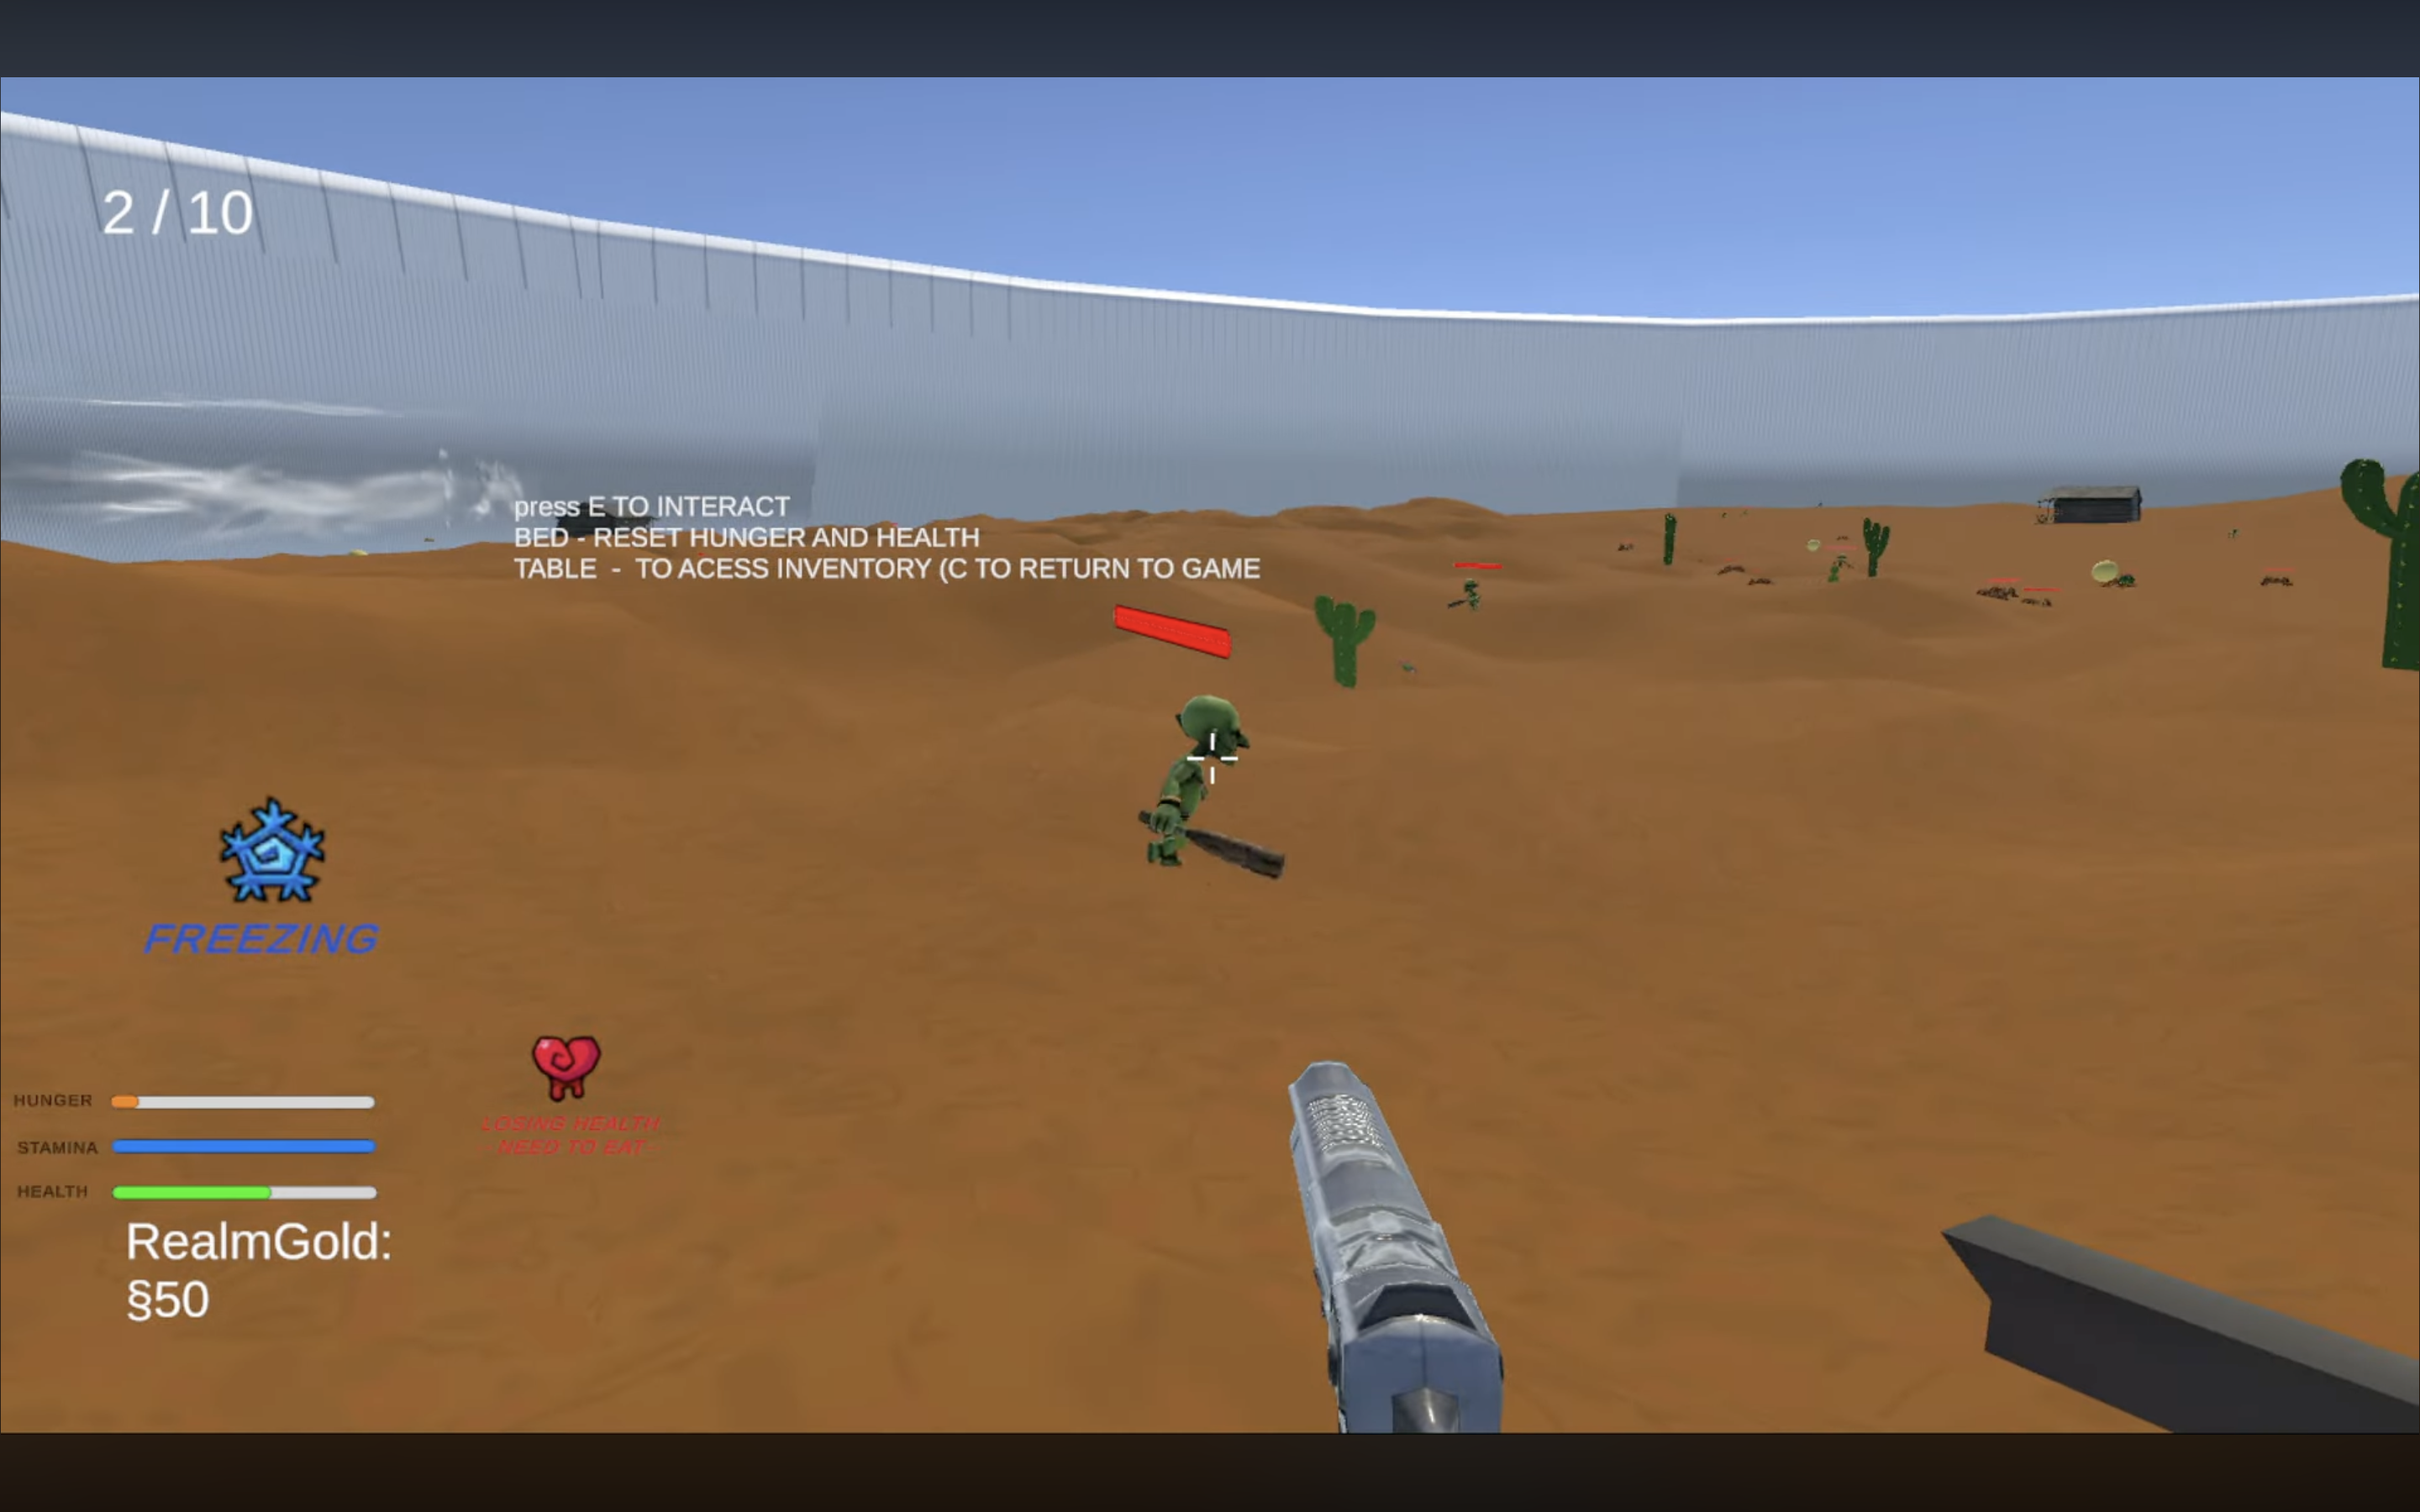 2 / 10
press E TO INTERACT
BED - RESET HUNGER AND HEALTH
TABLE - TO ACESS INVENTORY (C TO RETURN TO GAME
FREEZING
LOSING HEALTH
- NEED TO EAT -
HUNGER
STAMINA
HEALTH
RealmGold:
§50